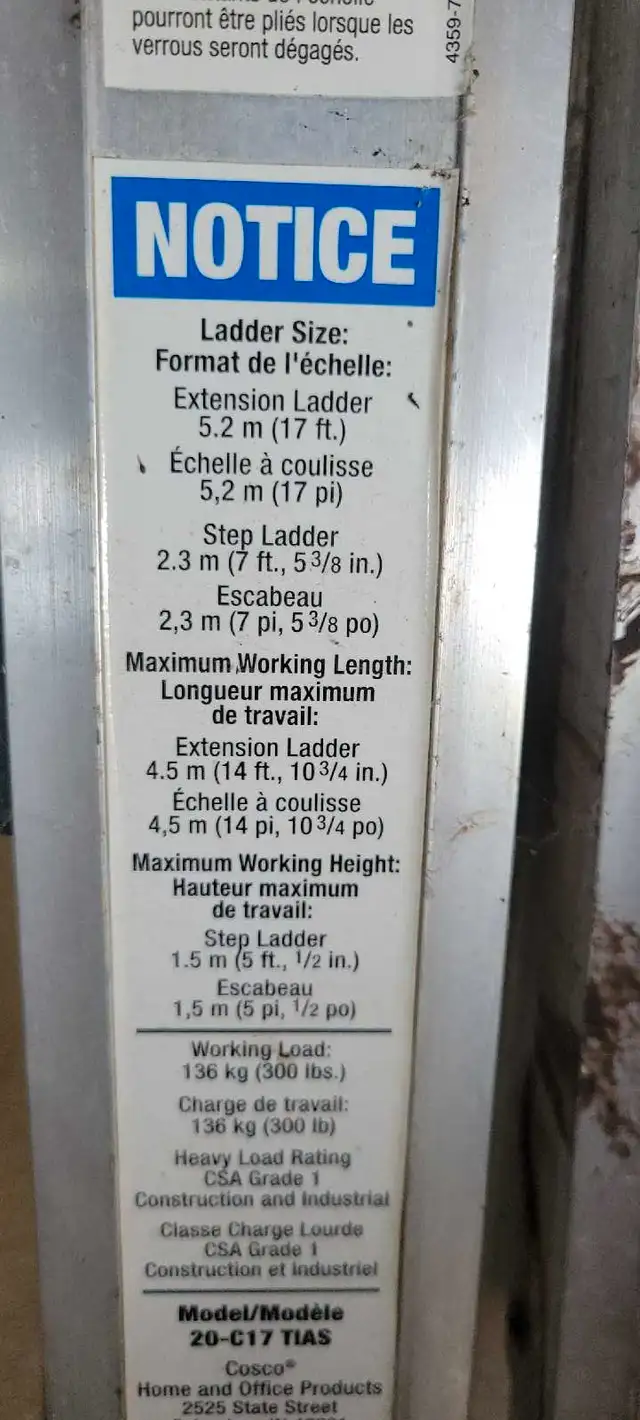 pourront être pliés lorsque les
verrous seront dégagés.
4359-7
NOTICE
Ladder Size:
Format de l'échelle:
Extension Ladder
5.2 m (17 ft.)
Échelle à coulisse
5,2 m (17 pi)
Step Ladder
2.3 m (7 ft., 5 3/8 in.)
Escabeau
2,3 m (7 pi, 5 3/8 po)
Maximum Working Length:
Longueur maximum
de travail:
Extension Ladder
4.5 m (14 ft., 10 3/4 in.)
Échelle à coulisse
4,5 m (14 pi, 10 3/4 po)
Maximum Working Height:
Hauteur maximum
de travail:
Step Ladder
1.5 m (5 ft., 1/2 in.)
Escabeau
1,5 m (5 pi, 1/2 po)
Working Load:
136 kg (300 lbs.)
Charge de travail:
136 kg (300 lb)
Heavy Load Rating
CSA Grade 1
Construction and Industrial
Classe Charge Lourde
CSA Grade 1
Construction et Industriel
Model/Modèle
20-C17 TIAS
Cosco®
Home and Office Products
2525 State Street